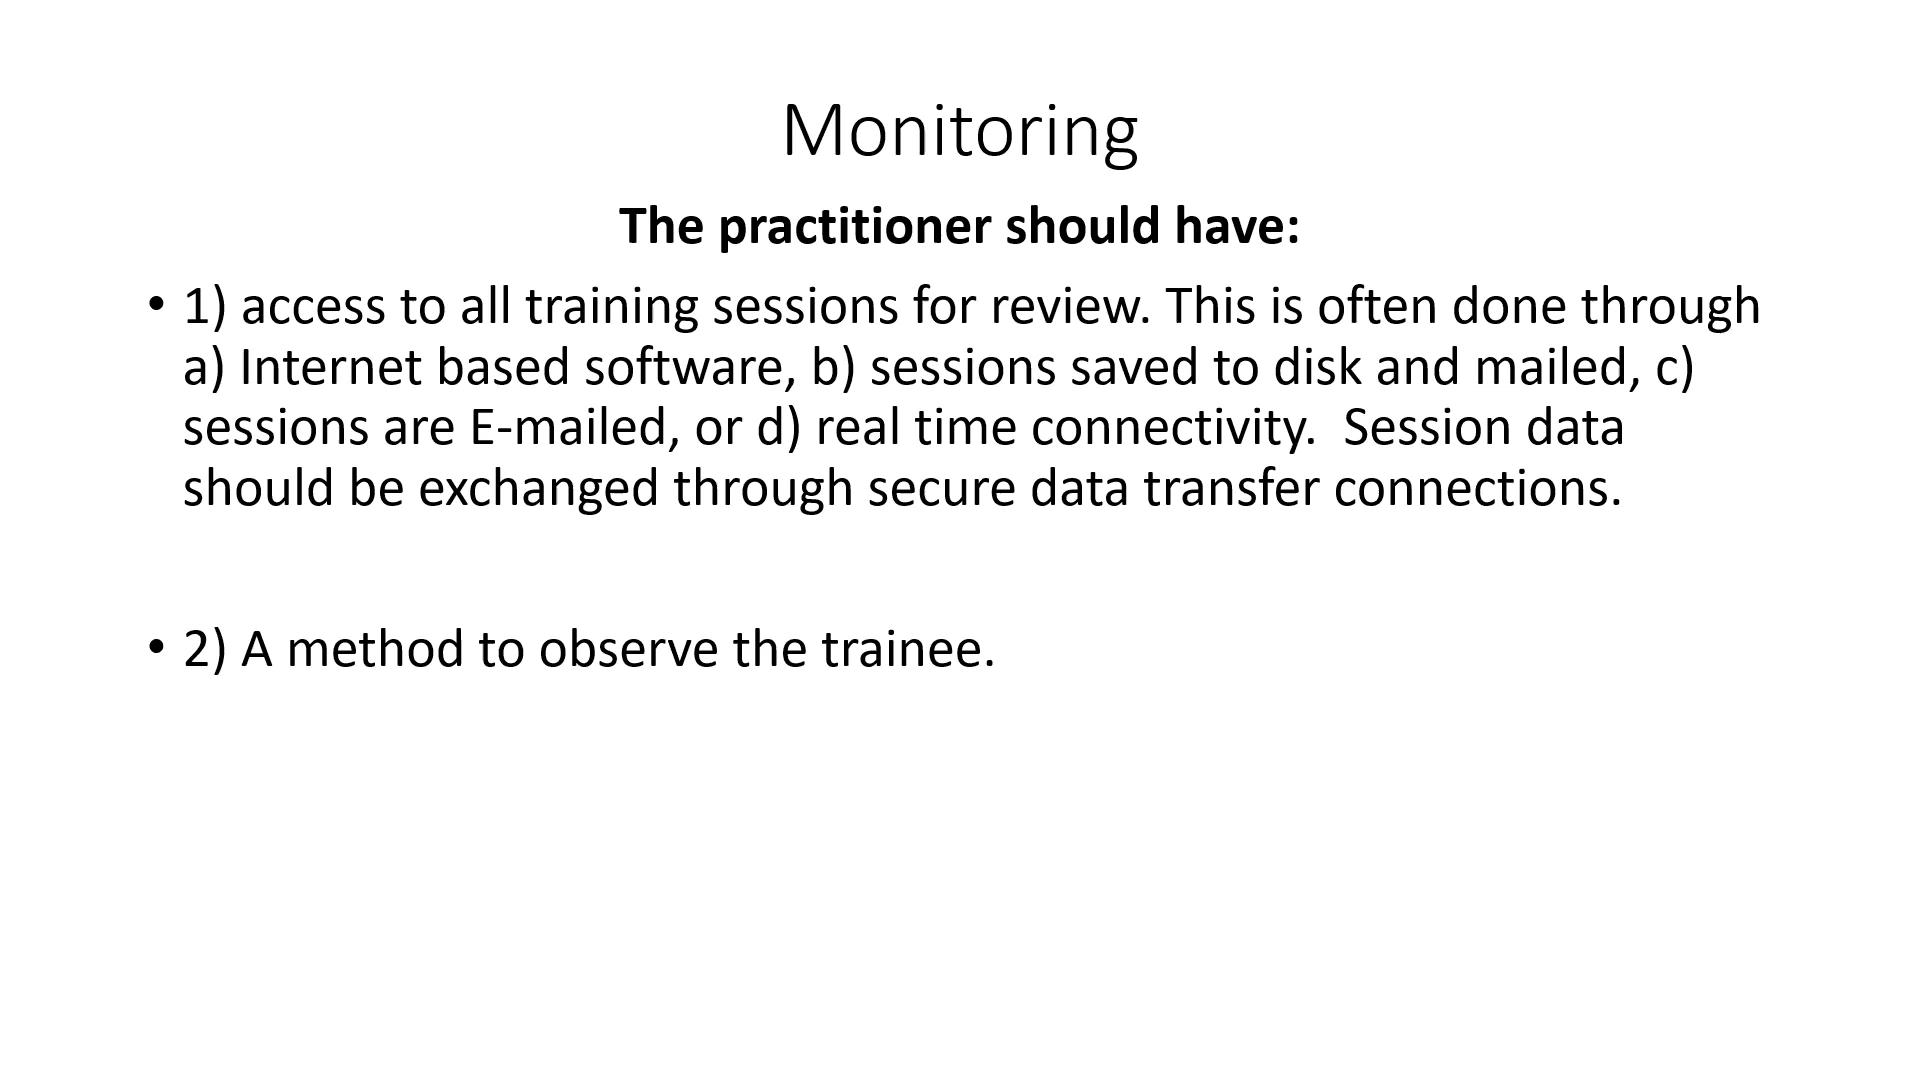 Monitoring
The practitioner should have:
• 1) access to all training sessions for review. This is often done through
a) Internet based software, b) sessions saved to disk and mailed, c)
sessions are E-mailed, or d) real time connectivity.  Session data
should be exchanged through secure data transfer connections.
• 2) A method to observe the trainee.